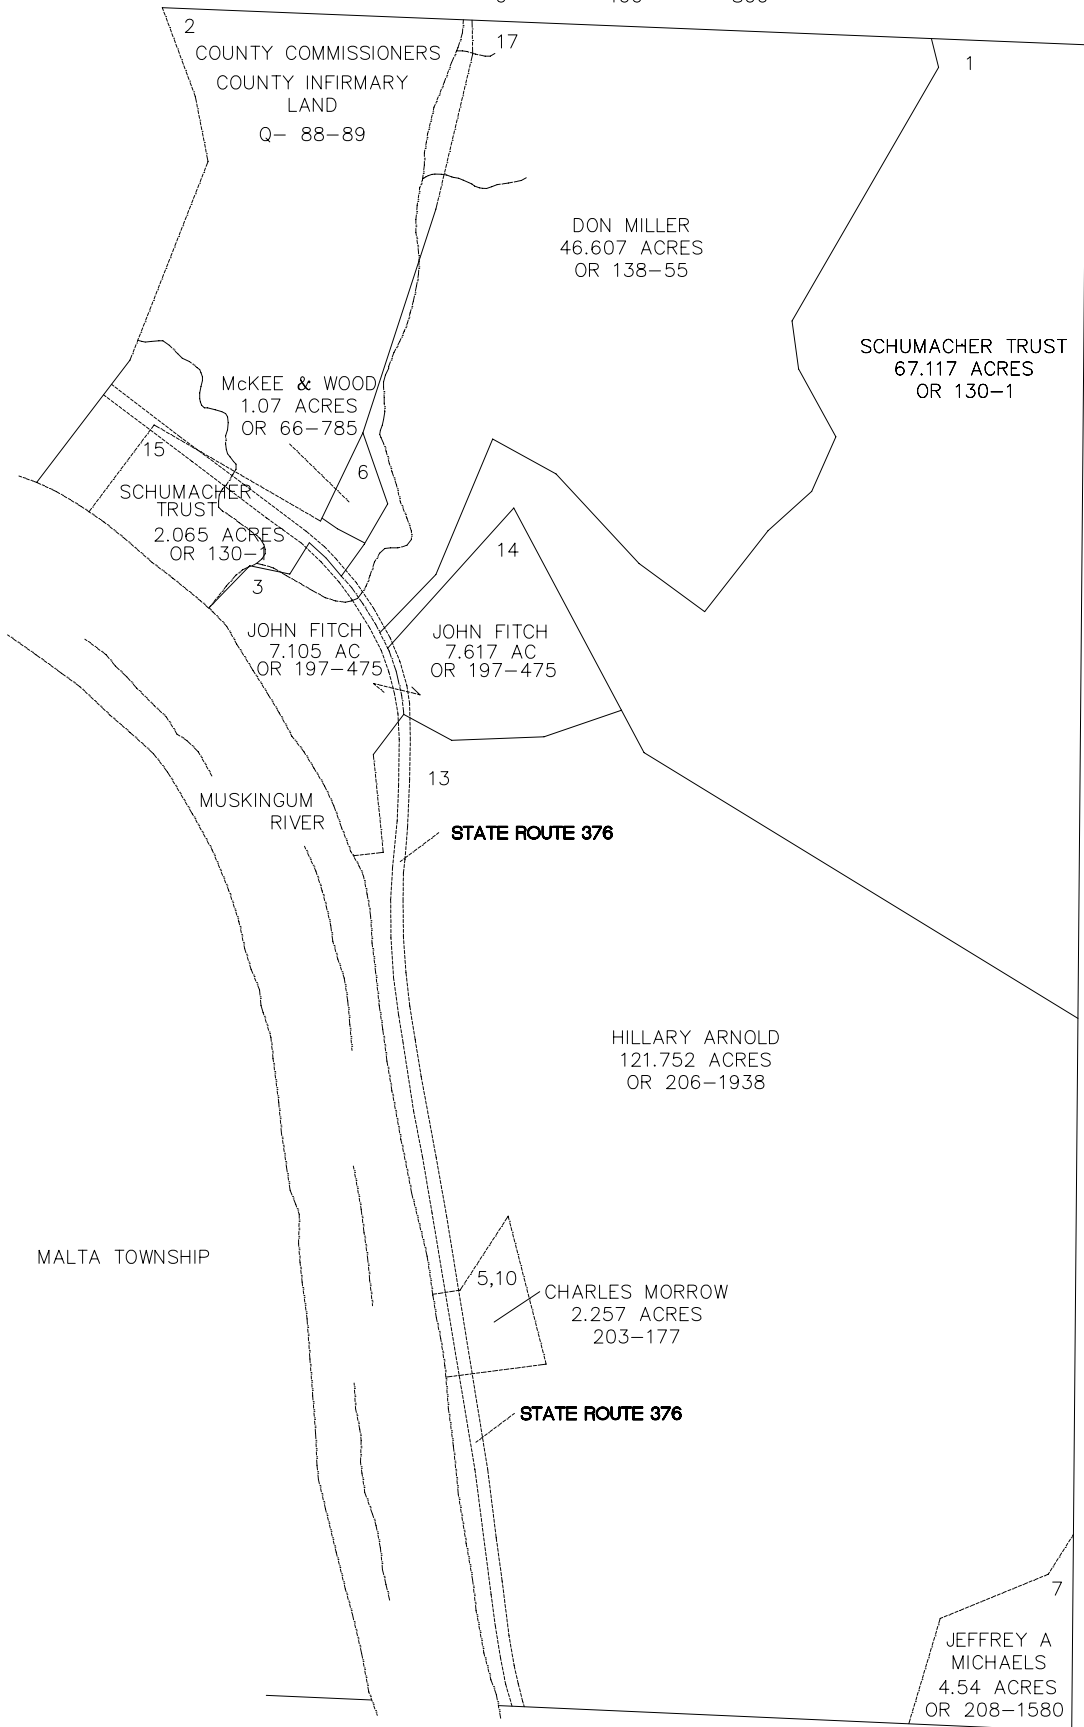 2
COUNTY COMMISSIONERS
COUNTY INFIRMARY
LAND
Q- 88-89
17
1
DON MILLER
46.607 ACRES
OR 138-55
SCHUMACHER TRUST
67.117 ACRES
OR 130-1
McKEE & WOOD
1.07 ACRES
OR 66-785
6
15
SCHUMACHER
TRUST
2.065 ACRES
OR 130-1
3
14
JOHN FITCH
7.105 AC
OR 197-475
JOHN FITCH
7.617 AC
OR 197-475
13
MUSKINGUM
RIVER
STATE ROUTE 376
HILLARY ARNOLD
121.752 ACRES
OR 206-1938
MALTA TOWNSHIP
5,10
CHARLES MORROW
2.257 ACRES
203-177
STATE ROUTE 376
7
JEFFREY A
MICHAELS
4.54 ACRES
OR 208-1580